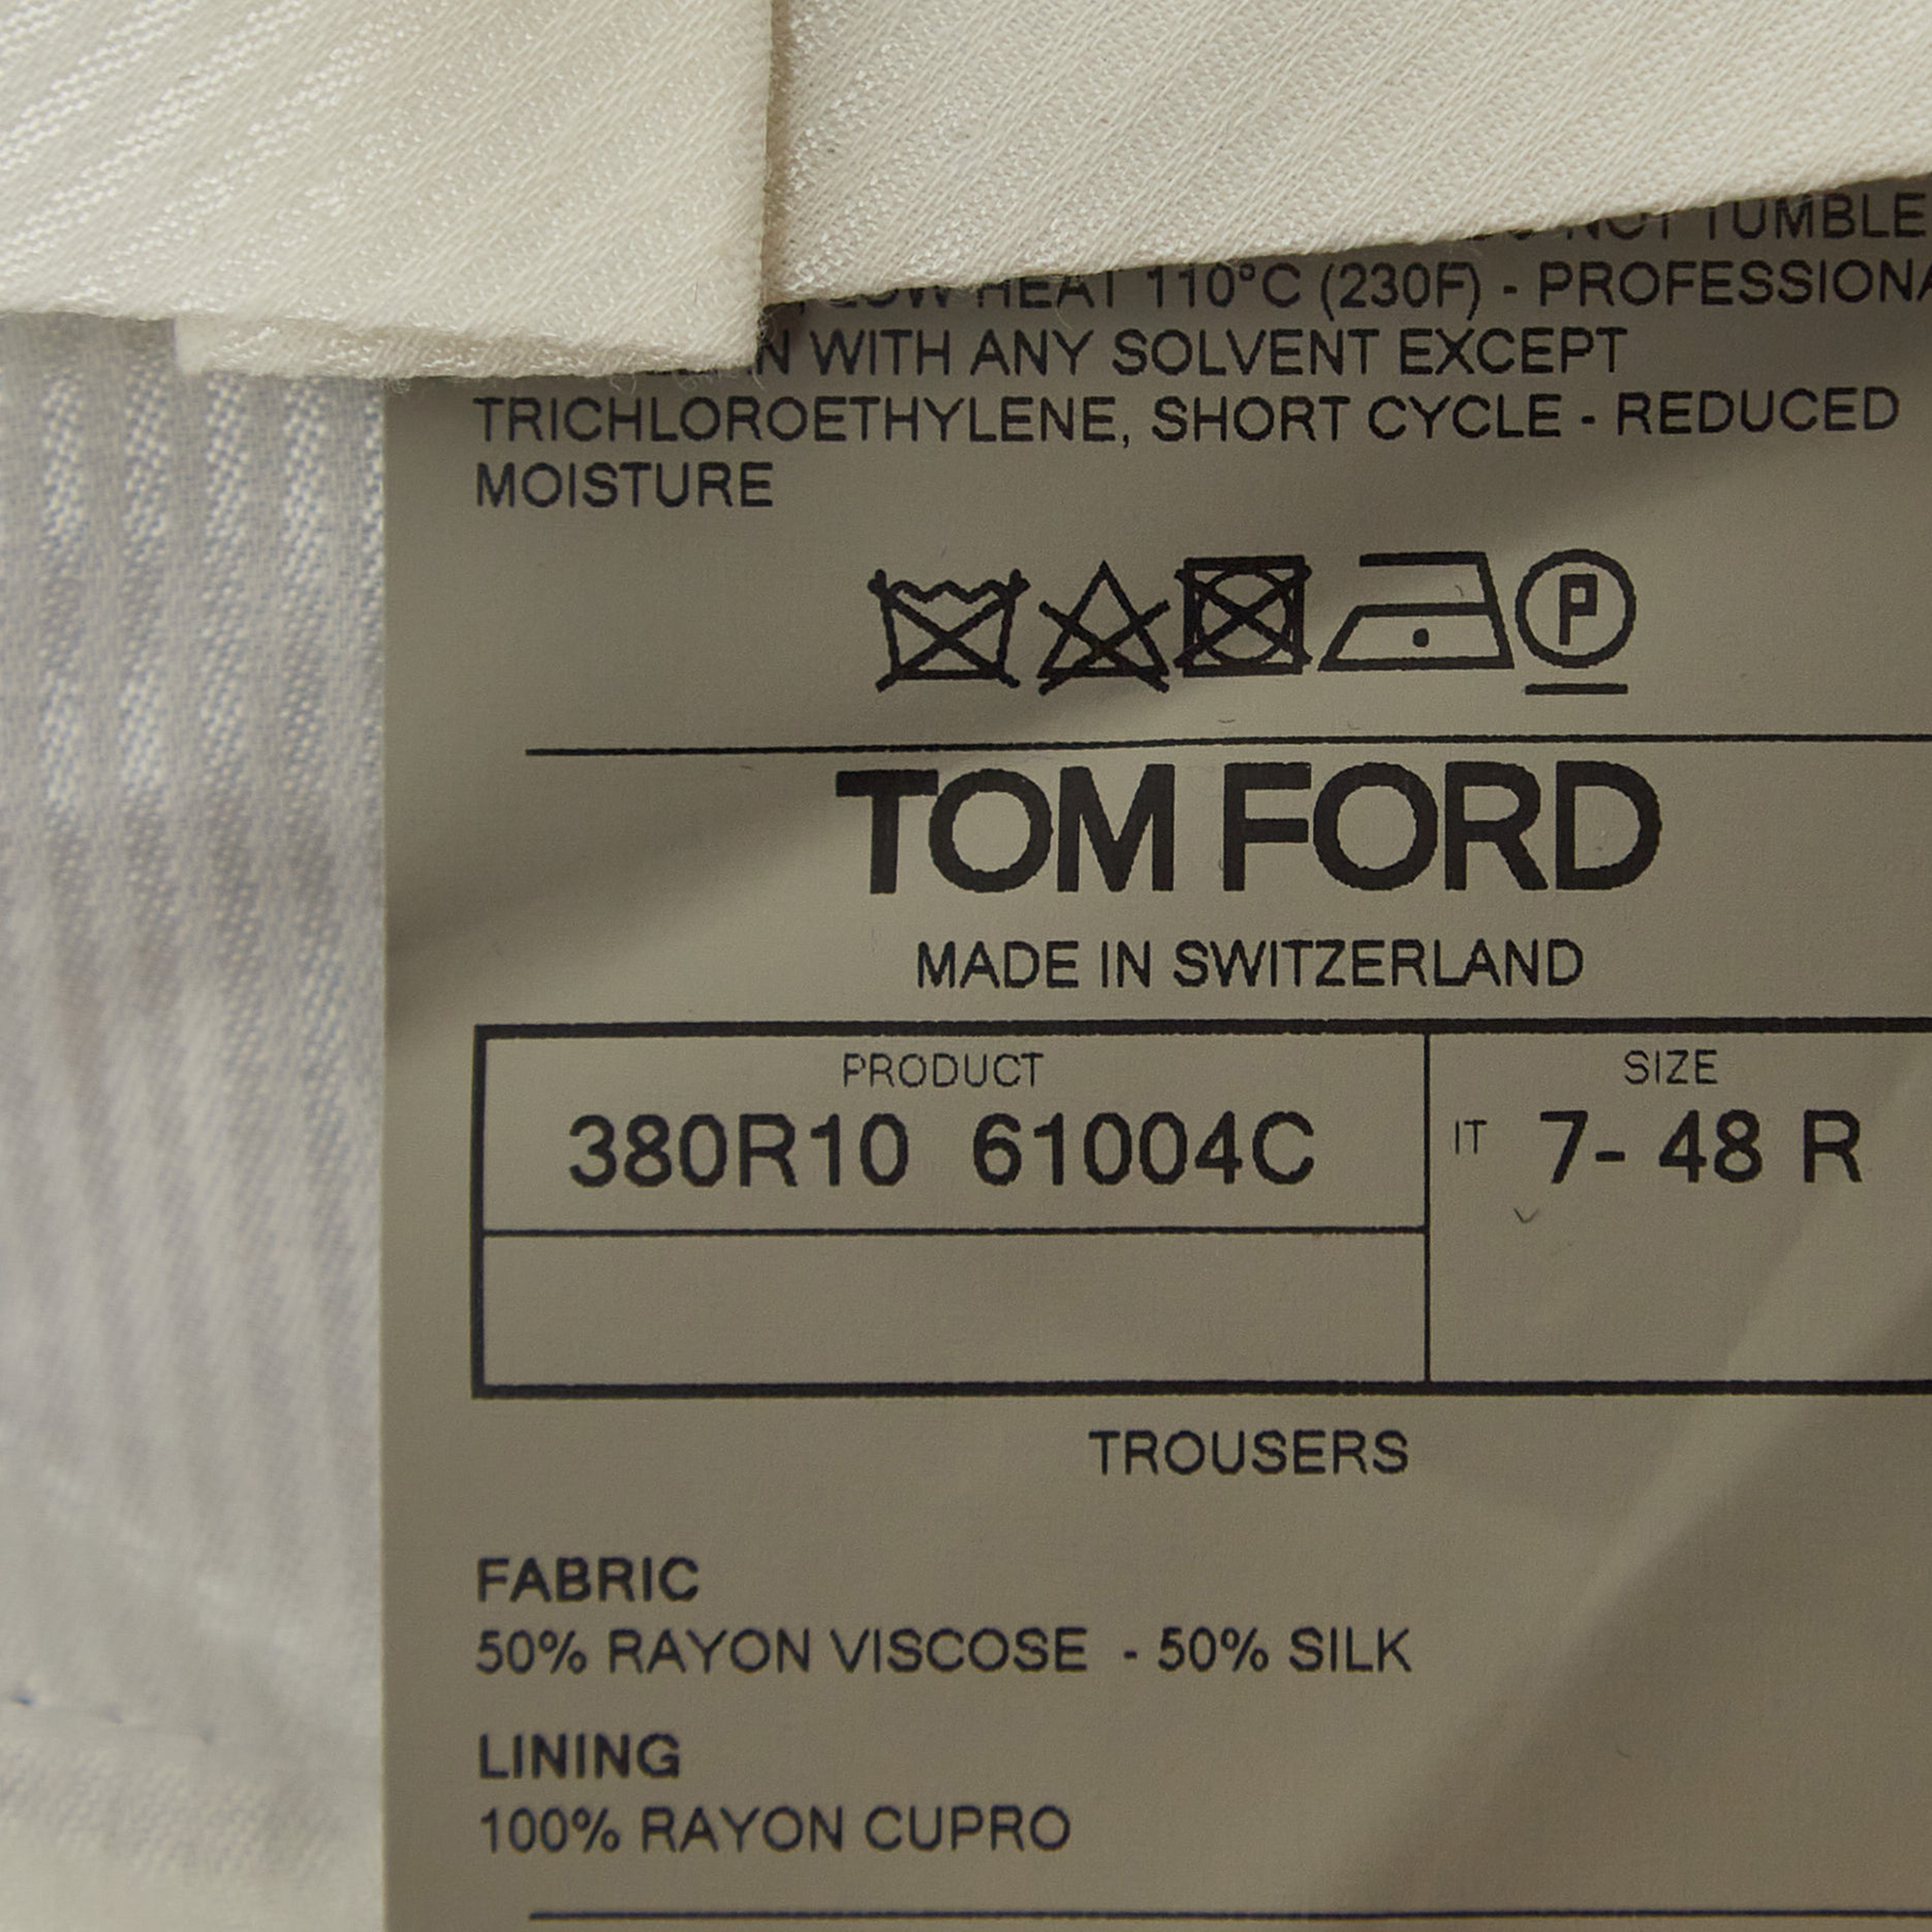 NOT TUMBLE
LOW HEAT 110°C (230F) - PROFESSIONA
WITH ANY SOLVENT EXCEPT
TRICHLOROETHYLENE, SHORT CYCLE - REDUCED
MOISTURE
P
TOM FORD
MADE IN SWITZERLAND
PRODUCT
380R10 61004C
SIZE
IT 7- 48 R
TROUSERS
FABRIC
50% RAYON VISCOSE - 50% SILK
LINING
100% RAYON CUPRO